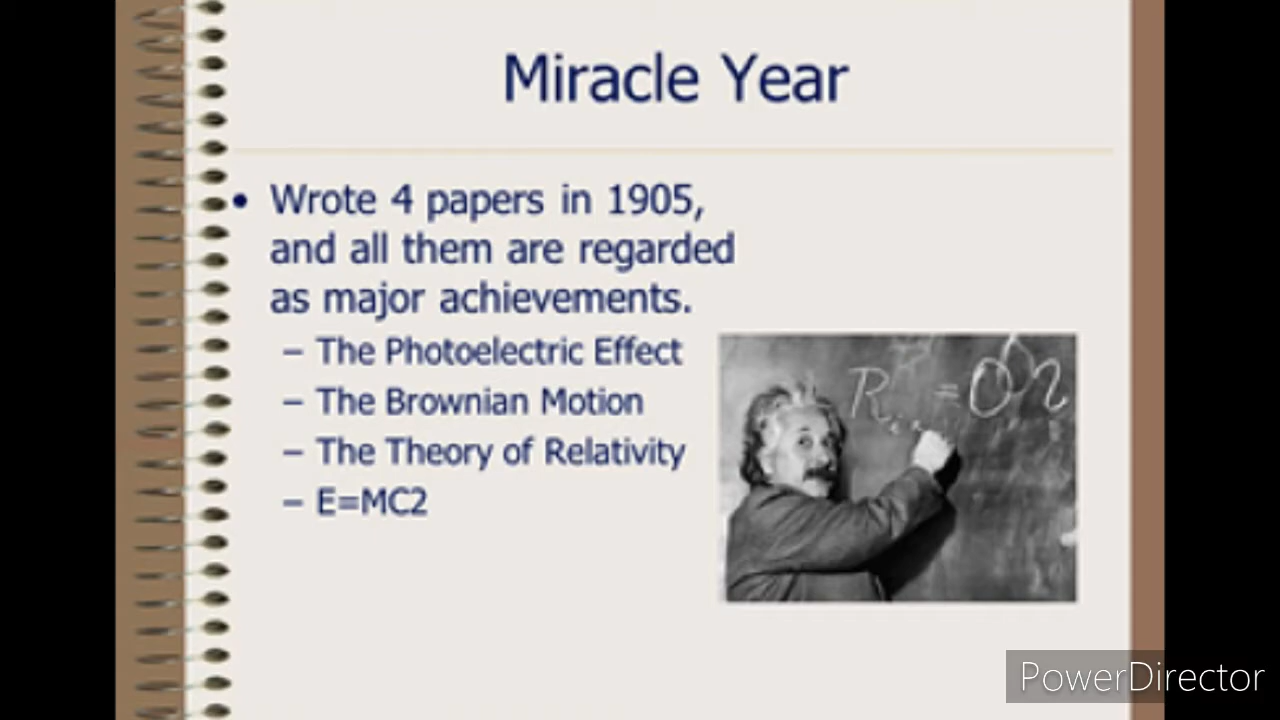 Miracle Year
• Wrote 4 papers in 1905,
and all them are regarded
as major achievements.
– The Photoelectric Effect
– The Brownian Motion
– The Theory of Relativity
– E=MC2
PowerDirector